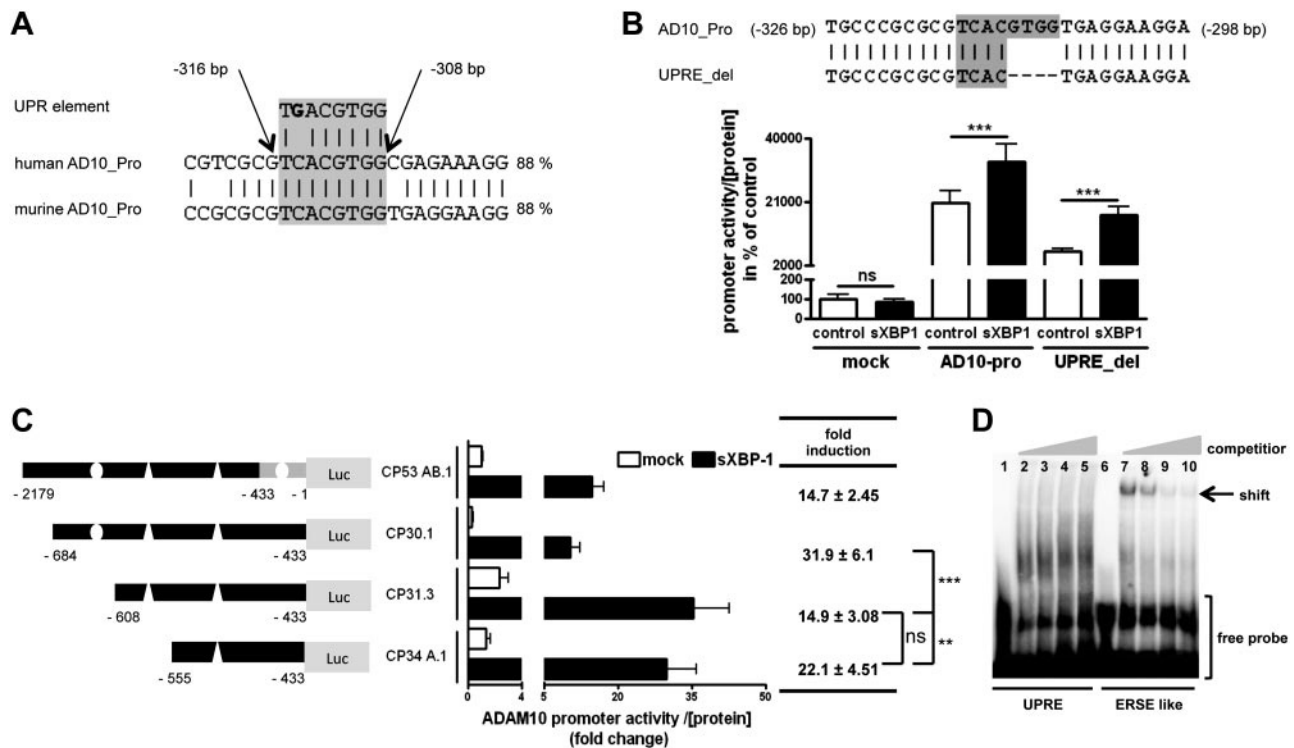 A
-316 bp
-308 bp
UPR element
TGACGTGG
human AD10_Pro
CGTCGCGTCACGTGGCGAGAAAGG 88 %
murine AD10_Pro
CCGCGCGTCACGTGGTGAGGAAGG 88 %
B
AD10_Pro (-326 bp) TGCCCGCGCGTCACGTGGTGAGGAAGGA (-298 bp)
UPRE_del TGCCCGCGCGTCAC----TGAGGAAGGA
promoter activity/[protein]
in % of control
40000
21000
2000
200
100
0
ns
***
***
control sXBP1 control sXBP1 control sXBP1
mock AD10-pro UPRE_del
C
Luc
- 2179 - 433 - 1
Luc
- 684 - 433
Luc
- 608 - 433
Luc
- 555 - 433
CP53 AB.1
CP30.1
CP31.3
CP34 A.1
mock sXBP-1
0 4 5 20 35 50
ADAM10 promoter activity /[protein]
(fold change)
fold
induction
14.7 ± 2.45
31.9 ± 6.1
14.9 ± 3.08
22.1 ± 4.51
***
ns
**
D
competitior
1 2 3 4 5 6 7 8 9 10
shift
free probe
UPRE ERSE like